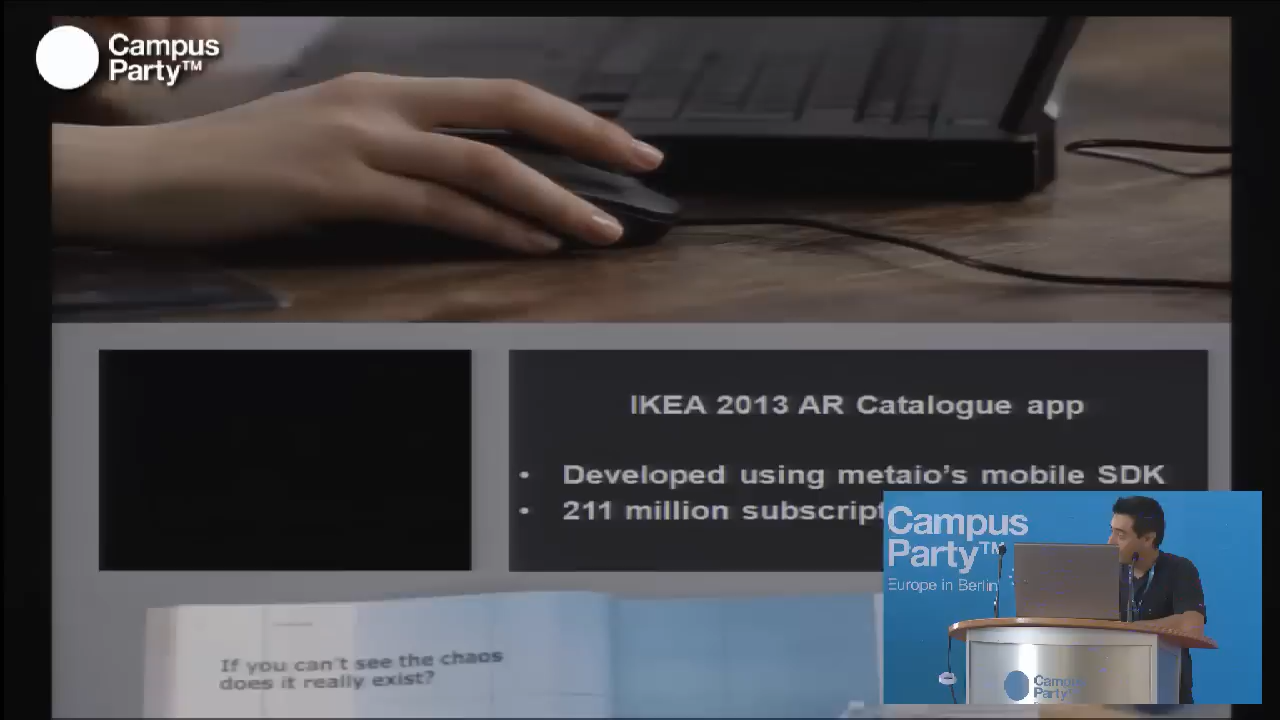 Campus
Party™
IKEA 2013 AR Catalogue app
• Developed using metaio's mobile SDK
• 211 million subscript
If you can't see the chaos
does it really exist?
Campus
Party™
Europe in Berlin
Campus
Party